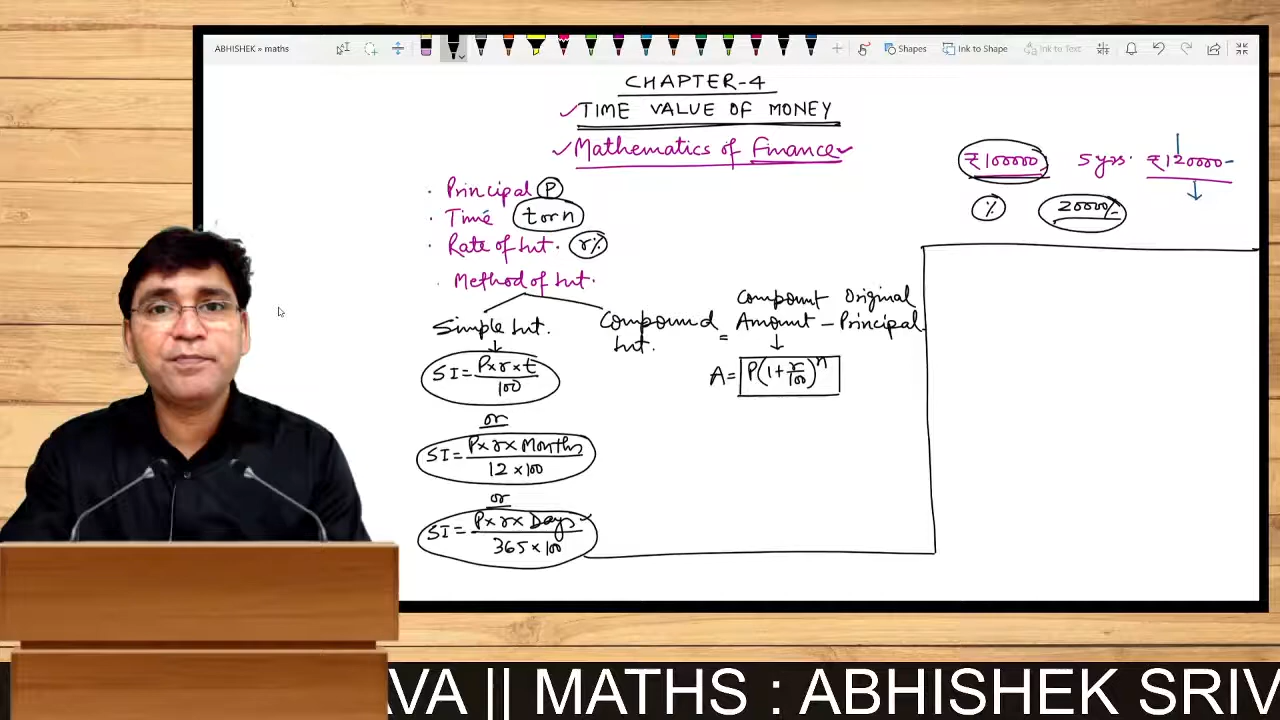 ABHISHEK » maths
Shapes
Ink to Shape
Ink to Text
CHAPTER-4
TIME VALUE OF MONEY
Mathematics of Finance
₹100000 5 yrs. ₹120000
% 20000/-
· Principal P
· Time t or n
· Rate of Int. r%
· Method of Int.
Simple Int.
Compound Int. = Compount Amount – Original Principal
SI = P×r×t / 100
A = P(1+r/100)^n
or
SI = P×r×Months / 12×100
or
SI = P×r×Days / 365×100
AVA || MATHS : ABHISHEK SRIV